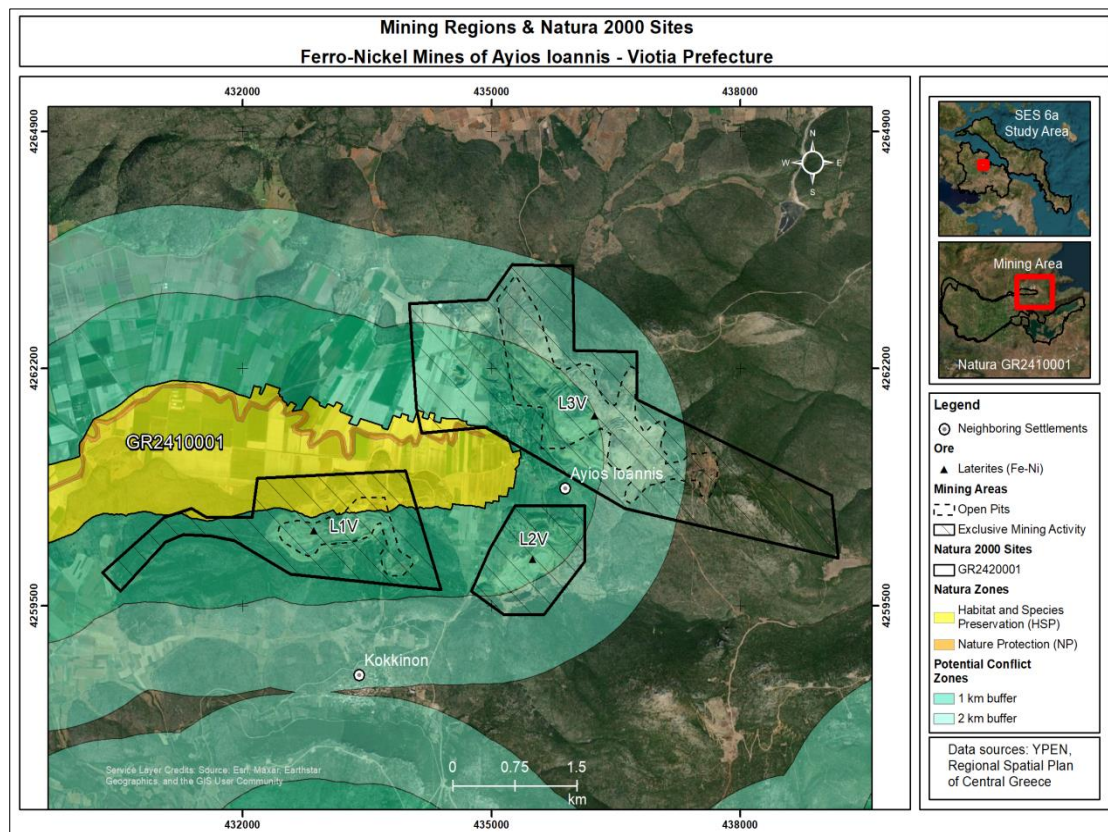 Mining Regions & Natura 2000 Sites
Ferro-Nickel Mines of Ayios Ioannis - Viotia Prefecture
432000
435000
438000
4264900
4264900
4262200
4262200
4259500
4259500
N
W
E
S
GR2410001
L3V
Ayios Ioannis
L1V
L2V
Kokkinon
Service Layer Credits: Source: Esri, Maxar, Earthstar
Geographics, and the GIS User Community
0 0.75 1.5
km
432000
435000
438000
SES 6a
Study Area
Mining Area
Natura GR2410001
Legend
Neighboring Settlements
Ore
Laterites (Fe-Ni)
Mining Areas
Open Pits
Exclusive Mining Activity
Natura 2000 Sites
GR2420001
Natura Zones
Habitat and Species
Preservation (HSP)
Nature Protection (NP)
Potential Conflict
Zones
1 km buffer
2 km buffer
Data sources: YPEN,
Regional Spatial Plan
of Central Greece